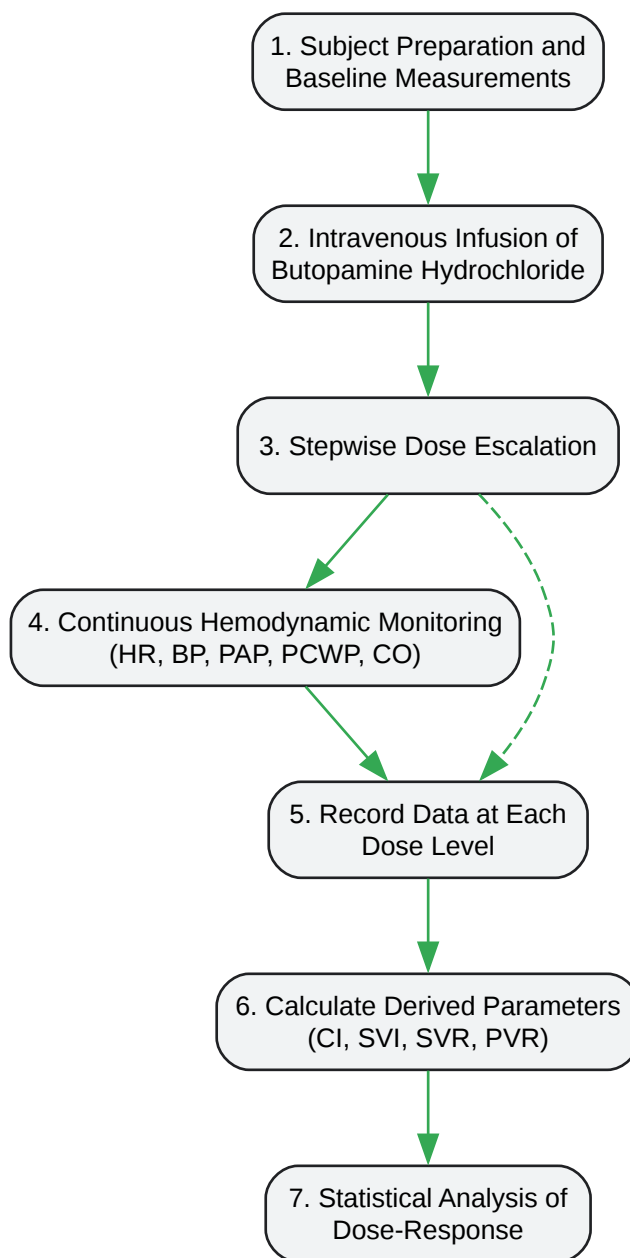 1. Subject Preparation and
Baseline Measurements
2. Intravenous Infusion of
Butopamine Hydrochloride
3. Stepwise Dose Escalation
4. Continuous Hemodynamic Monitoring
(HR, BP, PAP, PCWP, CO)
5. Record Data at Each
Dose Level
6. Calculate Derived Parameters
(CI, SVI, SVR, PVR)
7. Statistical Analysis of
Dose-Response